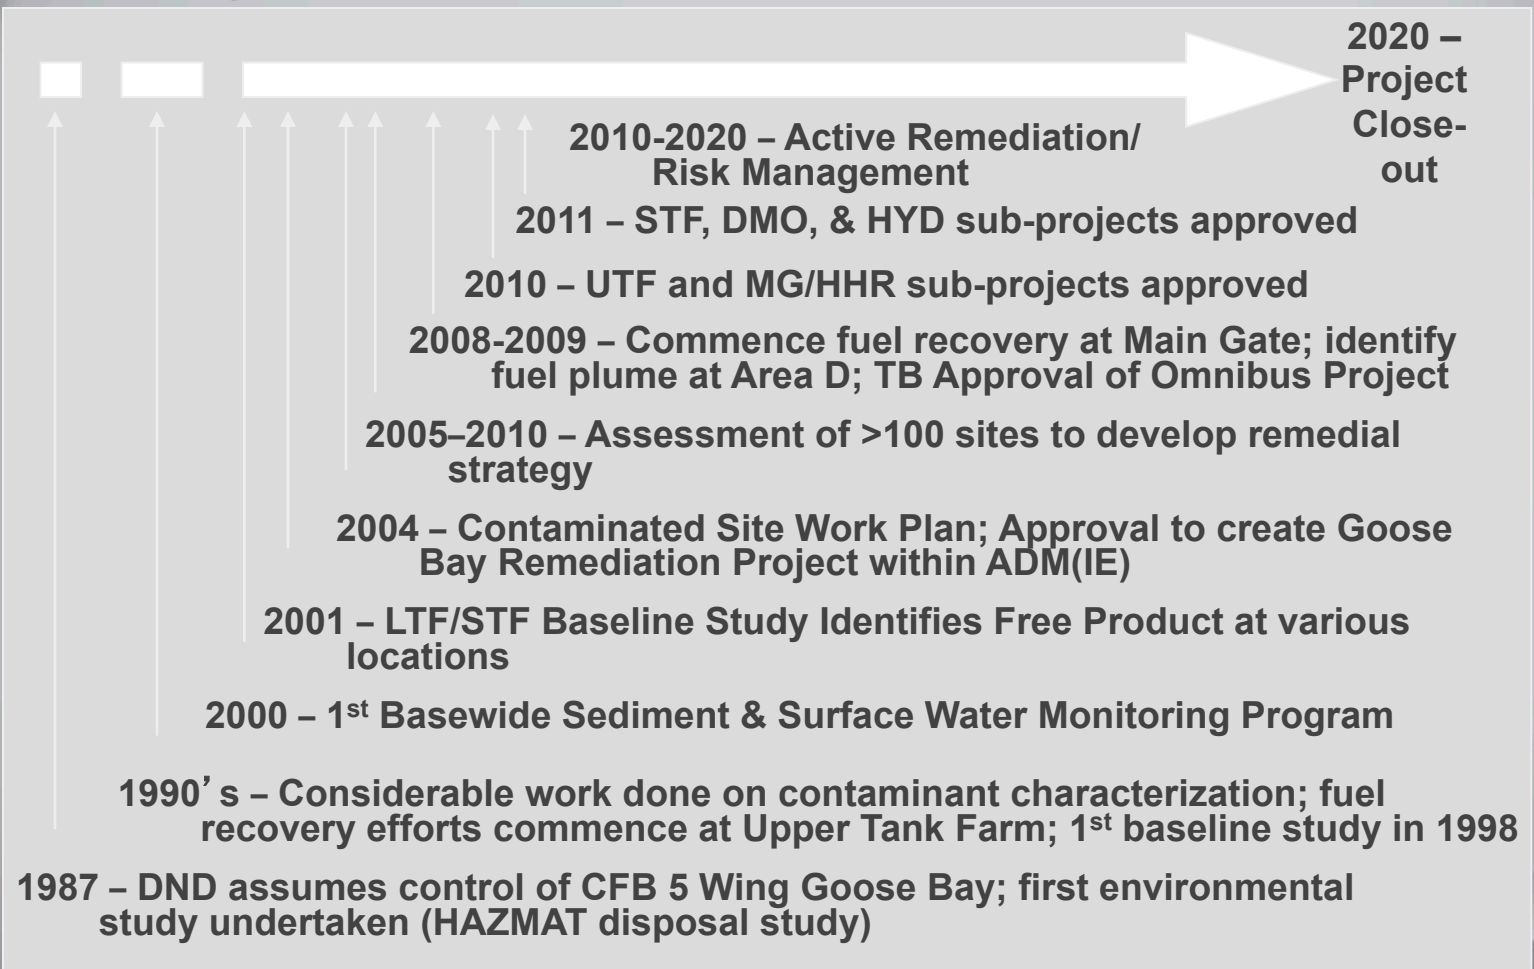 2020 –
Project
Close-
out
2010-2020 – Active Remediation/
Risk Management
2011 – STF, DMO, & HYD sub-projects approved
2010 – UTF and MG/HHR sub-projects approved
2008-2009 – Commence fuel recovery at Main Gate; identify
fuel plume at Area D; TB Approval of Omnibus Project
2005–2010 – Assessment of >100 sites to develop remedial
strategy
2004 – Contaminated Site Work Plan; Approval to create Goose
Bay Remediation Project within ADM(IE)
2001 – LTF/STF Baseline Study Identifies Free Product at various
locations
2000 – 1st Basewide Sediment & Surface Water Monitoring Program
1990's – Considerable work done on contaminant characterization; fuel
recovery efforts commence at Upper Tank Farm; 1st baseline study in 1998
1987 – DND assumes control of CFB 5 Wing Goose Bay; first environmental
study undertaken (HAZMAT disposal study)